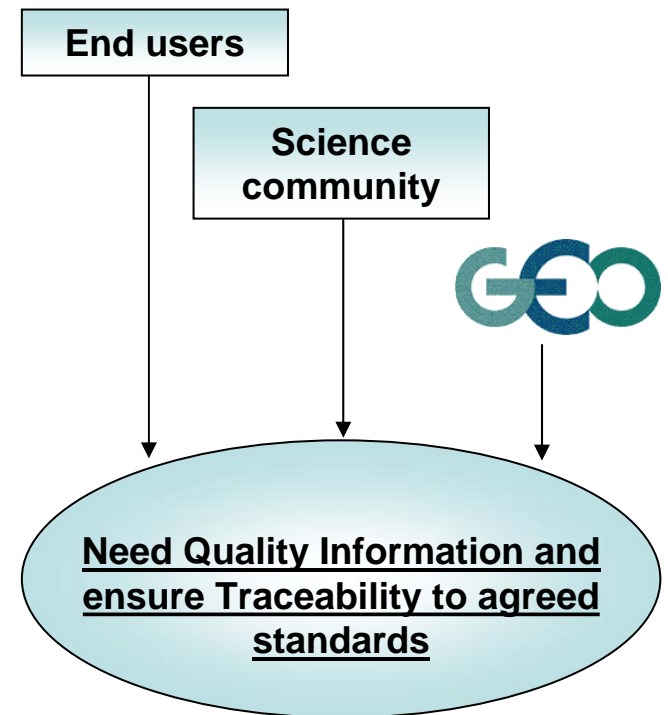 End users
Science
community
GEO
Need Quality Information and
ensure Traceability to agreed
standards